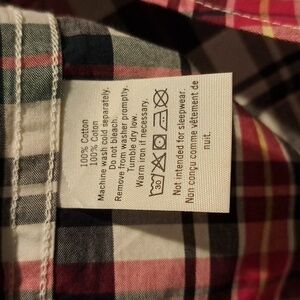 100% Cotton
100% Coton
Machine wash cold separately.
Do not bleach.
Remove from washer promptly.
Tumble dry low.
Warm iron if necessary.
30
Not intended for sleepwear.
Non conçu comme vêtement de
nuit.